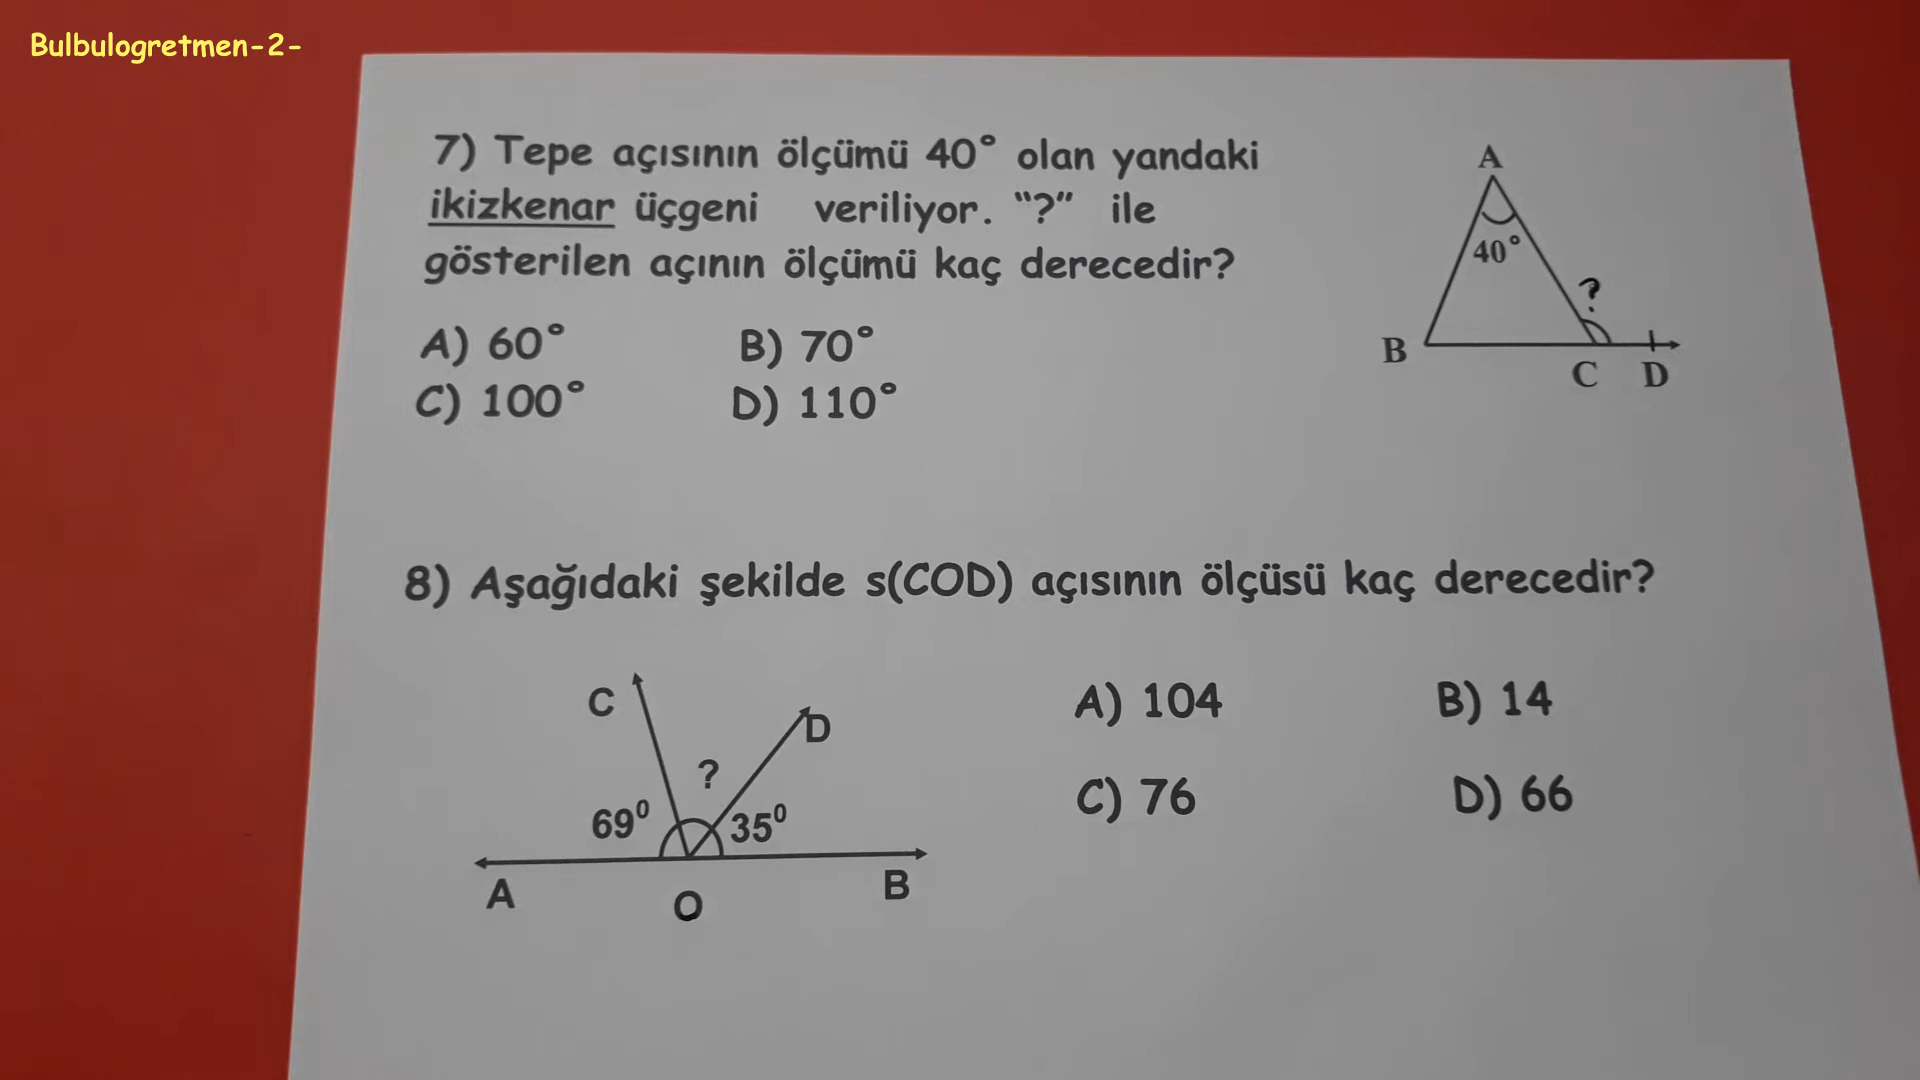 Bulbulogretmen-2-
7) Tepe açısının ölçümü 40° olan yandaki
ikizkenar üçgeni veriliyor. “?” ile
gösterilen açının ölçümü kaç derecedir?
A) 60° B) 70°
C) 100° D) 110°
A
40°
?
B
C D
8) Aşağıdaki şekilde s(COD) açısının ölçüsü kaç derecedir?
C
D
?
69⁰ 35⁰
A O B
A) 104 B) 14
C) 76 D) 66